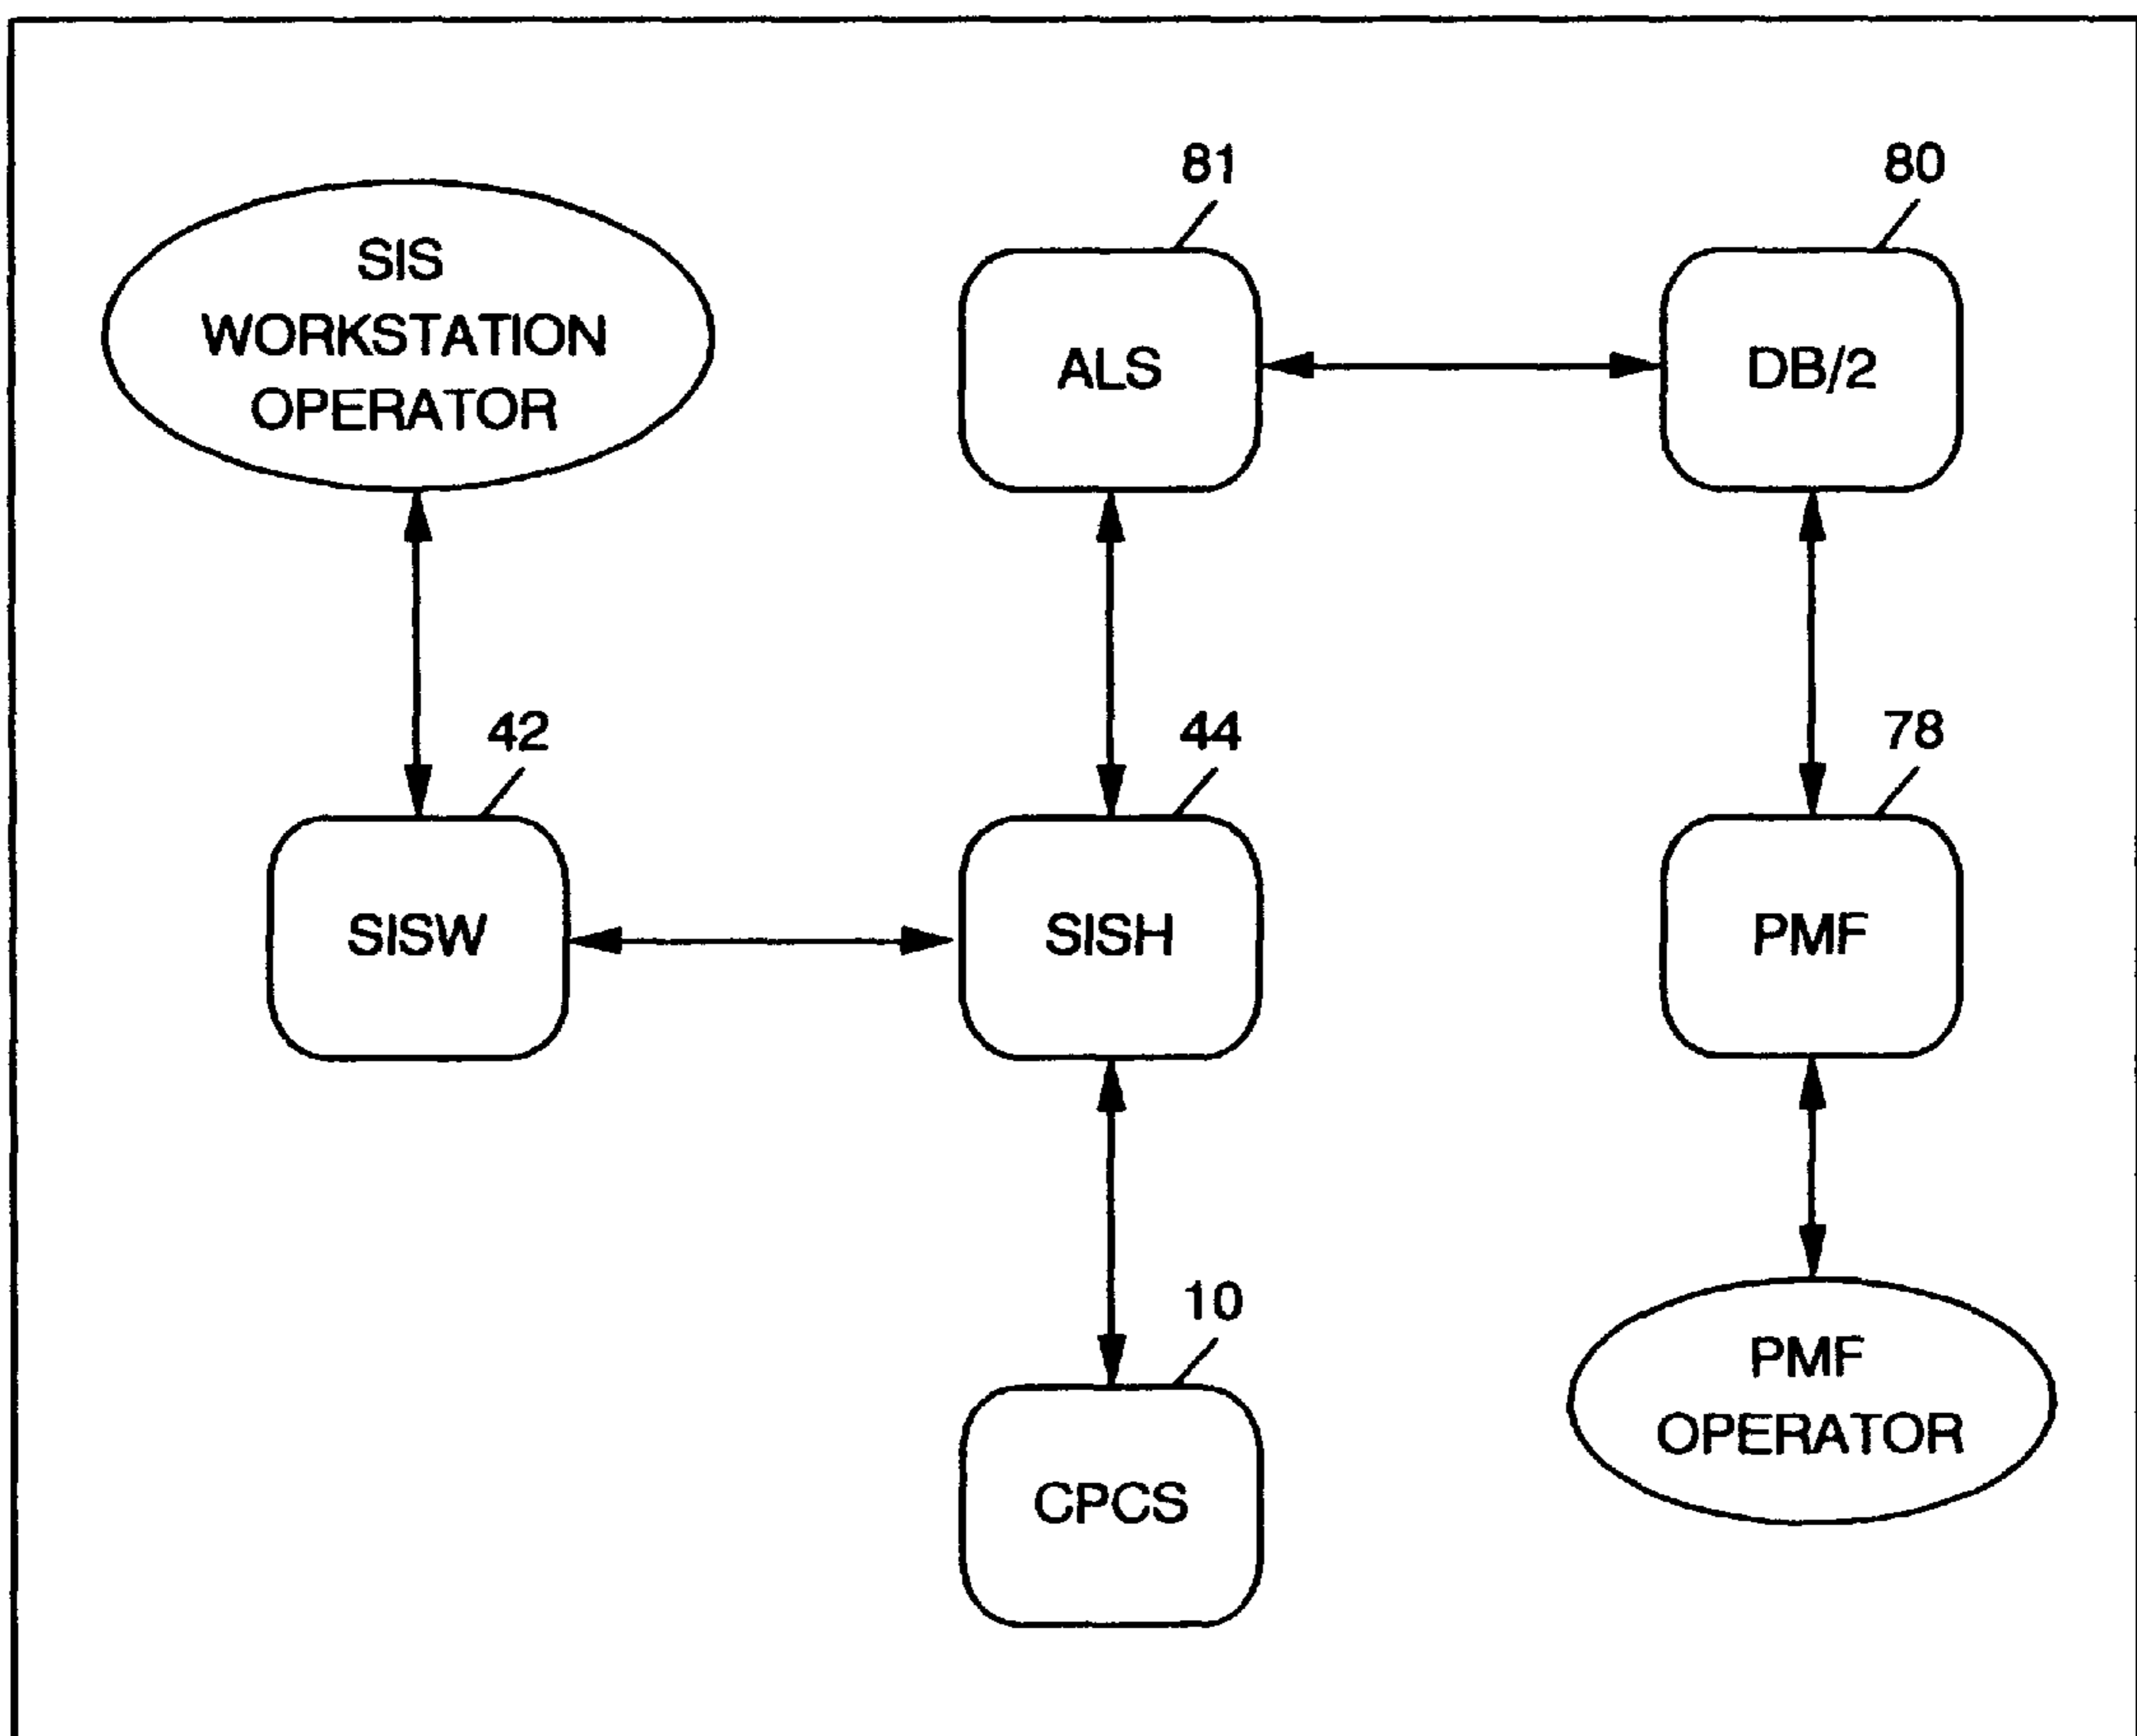 81
80
SIS
WORKSTATION
OPERATOR
ALS
DB/2
42
44
78
SISW
SISH
PMF
10
PMF
OPERATOR
CPCS